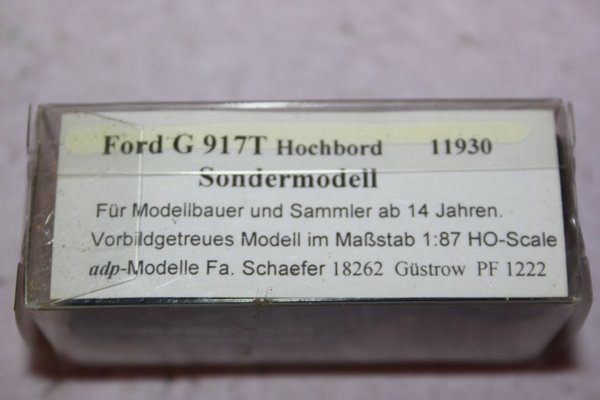 Ford G 917T Hochbord 11930
Sondermodell
Für Modellbauer und Sammler ab 14 Jahren.
Vorbildgetreues Modell im Maßstab 1:87 HO-Scale
adp-Modelle Fa. Schaefer 18262 Güstrow PF 1222